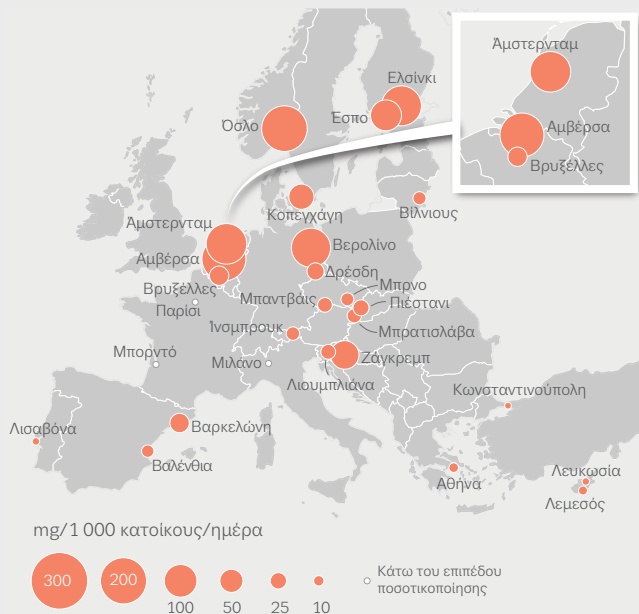 Άμστερνταμ
Αμβέρσα
Βρυξέλλες
Ελσίνκι
Έσπο
Όσλο
Κοπεγχάγη
Βίλνιους
Άμστερνταμ
Αμβέρσα
Βρυξέλλες
Παρίσι
Βερολίνο
Δρέσδη
Μπρνο
Μπαντβάις
Πιέστανι
Ίνσμπρουκ
Μπρατισλάβα
Μπορντό
Μιλάνο
Ζάγκρεμπ
Λιουμπλιάνα
Κωνσταντινούπολη
Λισαβόνα
Βαρκελώνη
Βαλένθια
Αθήνα
Λευκωσία
Λεμεσός
mg/1 000 κατοίκους/ημέρα
300
200
100
50
25
10
Κάτω του επιπέδου
ποσοτικοποίησης